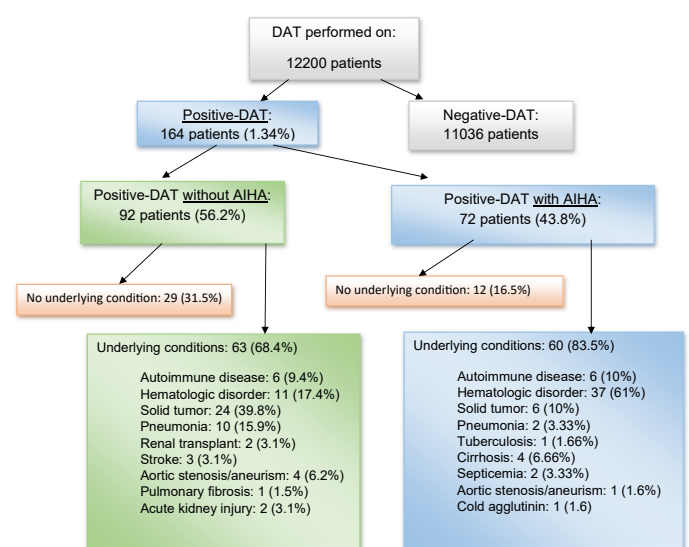 DAT performed on:
12200 patients
Positive-DAT:
164 patients (1.34%)
Negative-DAT:
11036 patients
Positive-DAT without AIHA:
92 patients (56.2%)
Positive-DAT with AIHA:
72 patients (43.8%)
No underlying condition: 29 (31.5%)
No underlying condition: 12 (16.5%)
Underlying conditions: 63 (68.4%)
Autoimmune disease: 6 (9.4%)
Hematologic disorder: 11 (17.4%)
Solid tumor: 24 (39.8%)
Pneumonia: 10 (15.9%)
Renal transplant: 2 (3.1%)
Stroke: 3 (3.1%)
Aortic stenosis/aneurism: 4 (6.2%)
Pulmonary fibrosis: 1 (1.5%)
Acute kidney injury: 2 (3.1%)
Underlying conditions: 60 (83.5%)
Autoimmune disease: 6 (10%)
Hematologic disorder: 37 (61%)
Solid tumor: 6 (10%)
Pneumonia: 2 (3.33%)
Tuberculosis: 1 (1.66%)
Cirrhosis: 4 (6.66%)
Septicemia: 2 (3.33%)
Aortic stenosis/aneurism: 1 (1.6%)
Cold agglutinin: 1 (1.6)